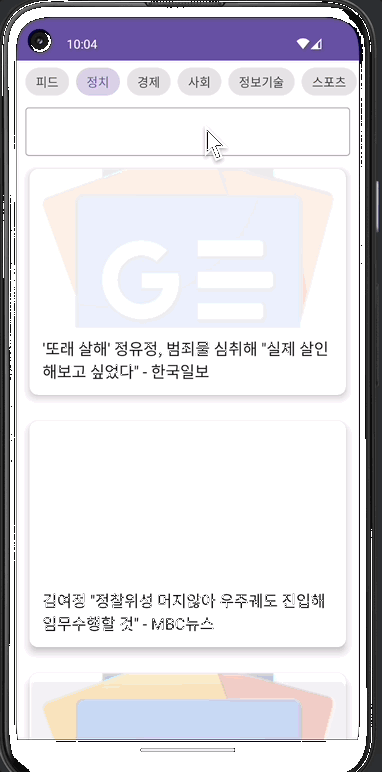 10:04
피드 정치 경제 사회 정보기술 스포츠
GE
'또래 살해' 정유정, 범죄물 심취해 "실제 살인
해보고 싶었다" - 한국일보
김여정 "정찰위성 머지않아 우주궤도 진입해
임무수행할 것" - MBC뉴스